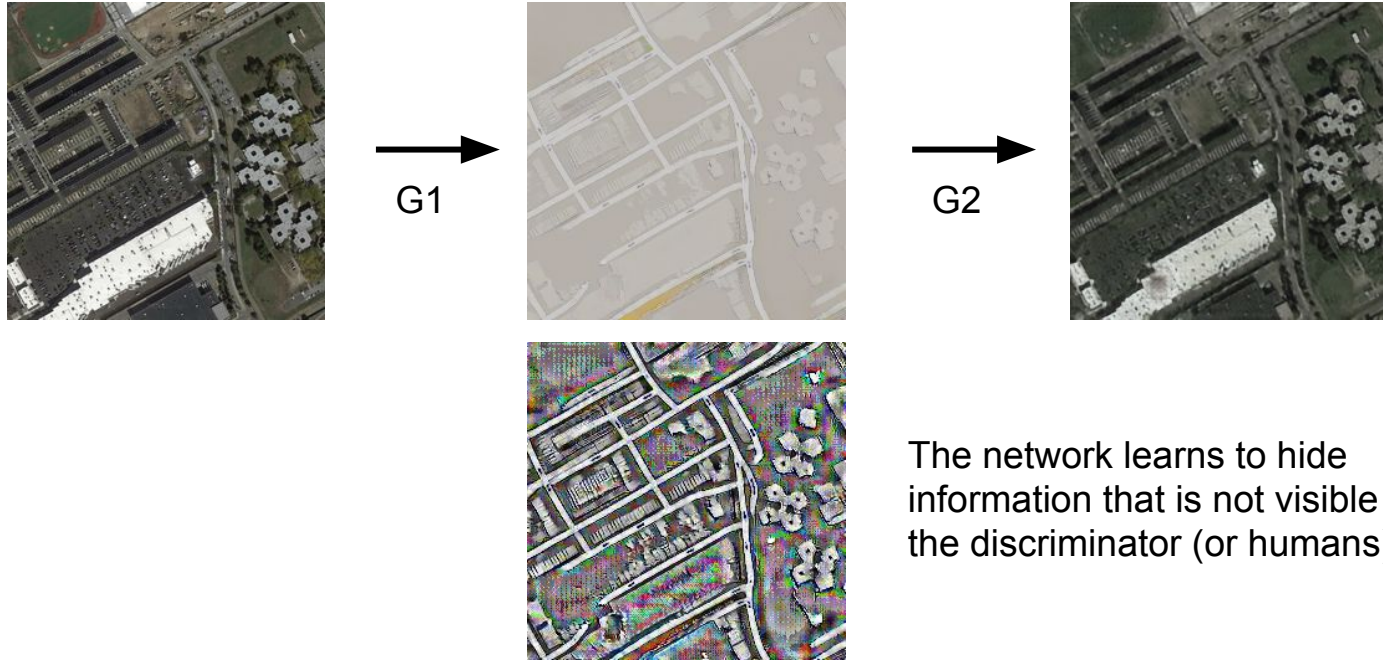 G1
G2
The network learns to hide
information that is not visible
the discriminator (or humans